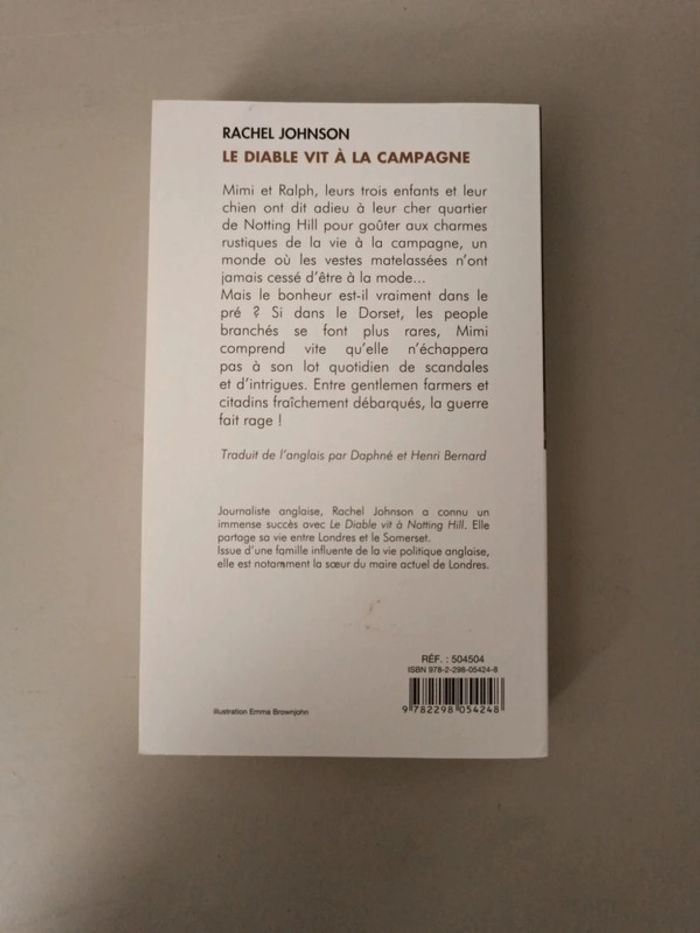 RACHEL JOHNSON
LE DIABLE VIT À LA CAMPAGNE
Mimi et Ralph, leurs trois enfants et leur
chien ont dit adieu à leur cher quartier
de Notting Hill pour goûter aux charmes
rustiques de la vie à la campagne, un
monde où les vestes matelassées n'ont
jamais cessé d'être à la mode...
Mais le bonheur est-il vraiment dans le
pré ? Si dans le Dorset, les people
branchés se font plus rares, Mimi
comprend vite qu'elle n'échappera
pas à son lot quotidien de scandales
et d'intrigues. Entre gentlemen farmers et
citadins fraîchement débarqués, la guerre
fait rage !
Traduit de l'anglais par Daphné et Henri Bernard
Journaliste anglaise, Rachel Johnson a connu un
immense succès avec Le Diable vit à Notting Hill. Elle
partage sa vie entre Londres et le Somerset.
Issue d'une famille influente de la vie politique anglaise,
elle est notamment la sœur du maire actuel de Londres.
RÉF. : 504504
ISBN 978-2-298-05424-8
9 782298 054248
Illustration Emma Brownjohn